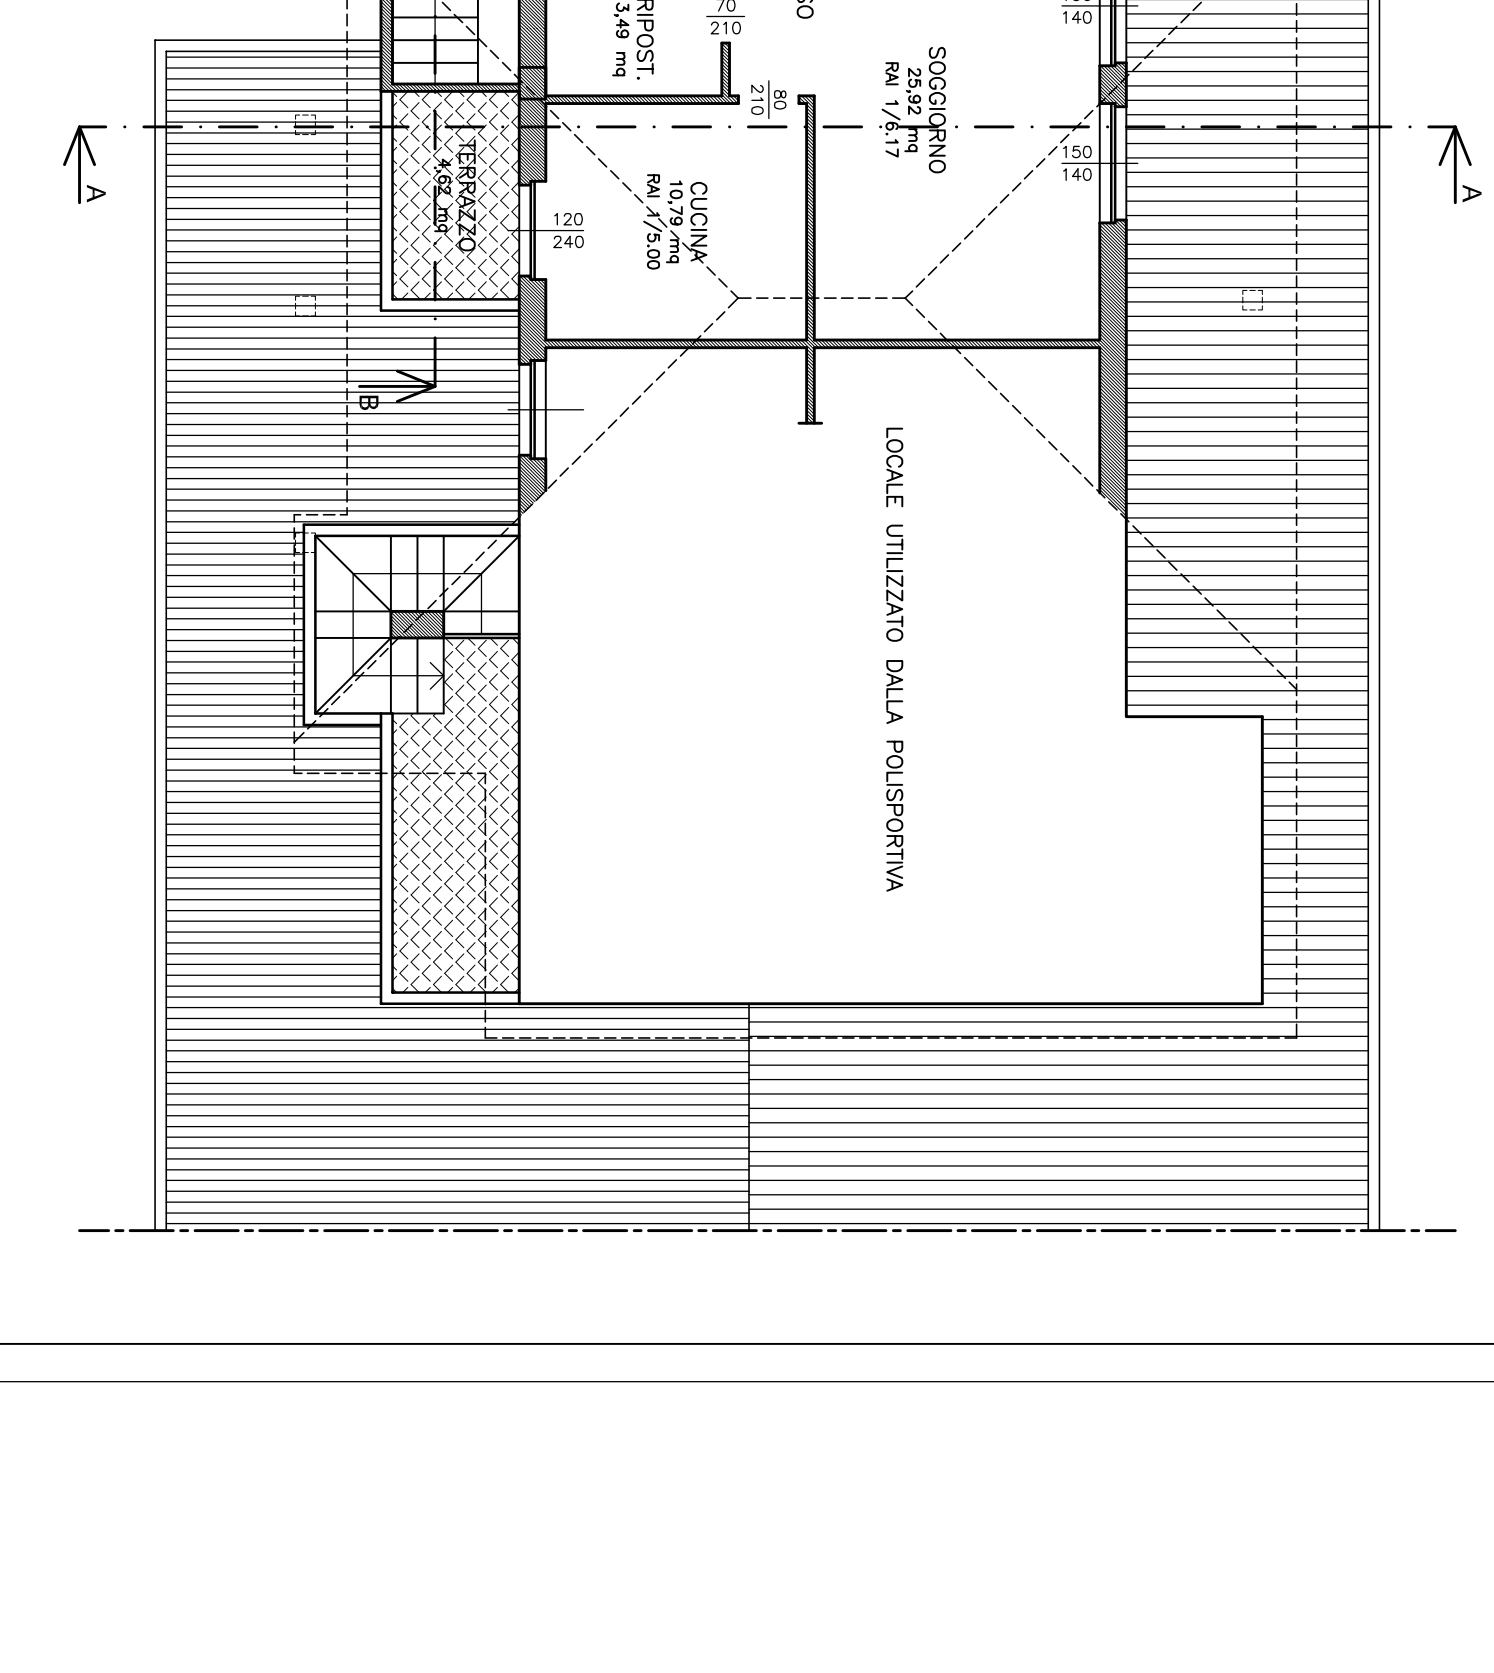 RIPOST.
3,49 mq
70
210
80
210
SOGGIORNO
25,92 mq
RAI 1/6.17
140
150
140
A
A
TERRAZZO
4,62 mq
120
240
CUCINA
10,79 mq
RAI 1/5.00
B
LOCALE UTILIZZATO DALLA POLISPORTIVA